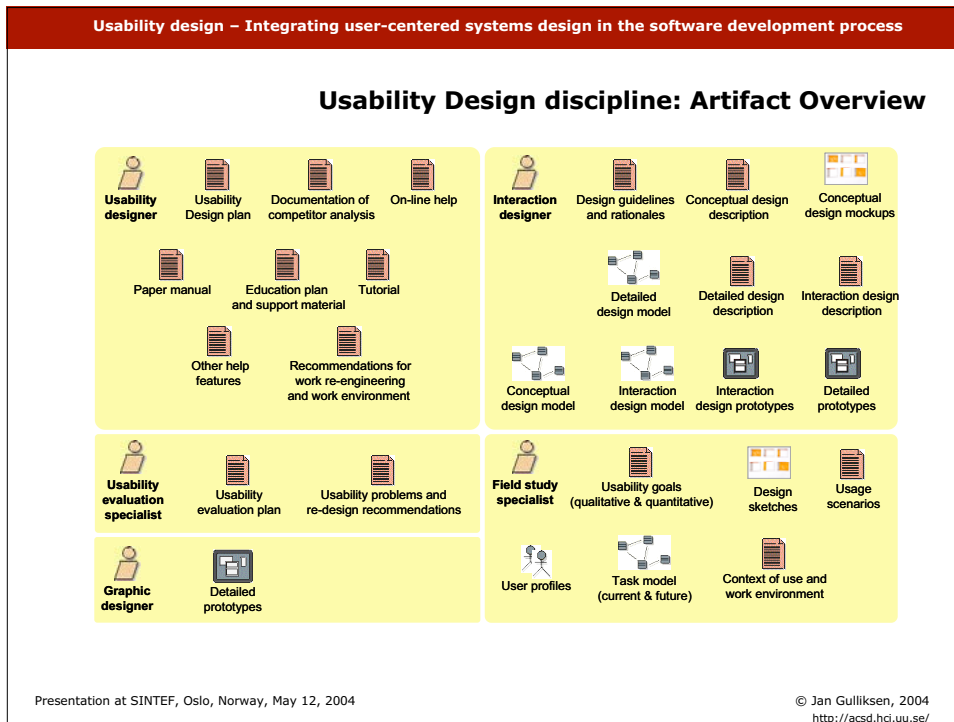 Usability design – Integrating user-centered systems design in the software development process
Usability Design discipline: Artifact Overview
Usability
designer
Usability
Design plan
Documentation of
competitor analysis
On-line help
Paper manual
Education plan
and support material
Tutorial
Other help
features
Recommendations for
work re-engineering
and work environment
Interaction
designer
Design guidelines
and rationales
Conceptual design
description
Conceptual
design mockups
Detailed
design model
Detailed design
description
Interaction design
description
Conceptual
design model
Interaction
design model
Interaction
design prototypes
Detailed
prototypes
Usability
evaluation
specialist
Usability
evaluation plan
Usability problems and
re-design recommendations
Field study
specialist
Usability goals
(qualitative & quantitative)
Design
sketches
Usage
scenarios
User profiles
Task model
(current & future)
Context of use and
work environment
Graphic
designer
Detailed
prototypes
Presentation at SINTEF, Oslo, Norway, May 12, 2004
© Jan Gulliksen, 2004
http://acsd.hci.uu.se/